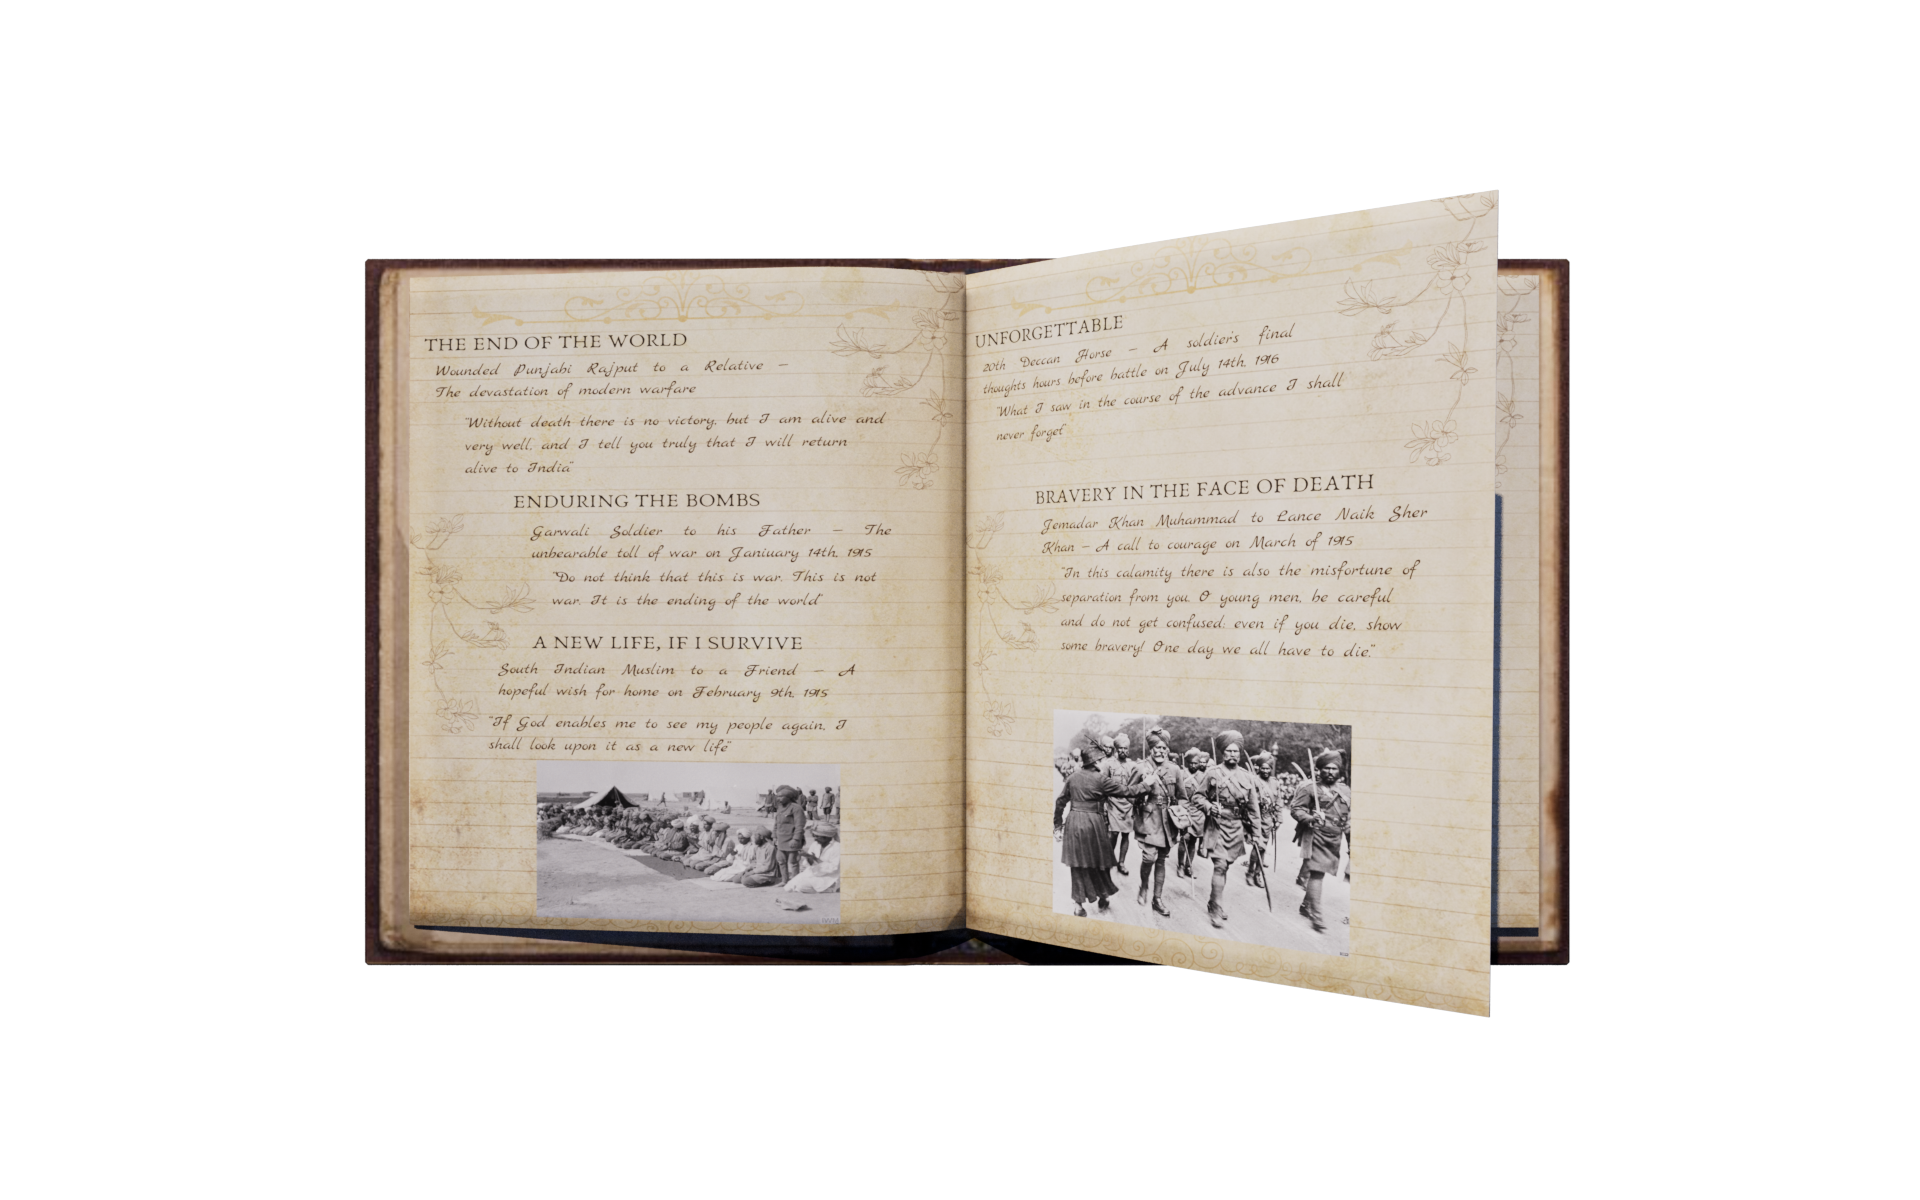 THE END OF THE WORLD
Wounded Punjabi Rajput to a Relative –
The devastation of modern warfare
"Without death there is no victory, but I am alive and
very well, and I tell you truly that I will return
alive to India"
ENDURING THE BOMBS
Garwali Soldier to his Father – The
unbearable toll of war on Janiuary 14th, 1915
"Do not think that this is war. This is not
war. It is the ending of the world"
A NEW LIFE, IF I SURVIVE
South Indian Muslim to a Friend – A
hopeful wish for home on February 9th, 1915
"If God enables me to see my people again, I
shall look upon it as a new life"
UNFORGETTABLE
20th Deccan Horse – A soldier's final
thoughts hours before battle on July 14th, 1916
"What I saw in the course of the advance I shall
never forget"
BRAVERY IN THE FACE OF DEATH
Jemadar Khan Muhammad to Lance Naik Sher
Khan – A call to courage on March of 1915
"In this calamity there is also the misfortune of
separation from you. O young men, be careful
and do not get confused; even if you die, show
some bravery! One day we all have to die."